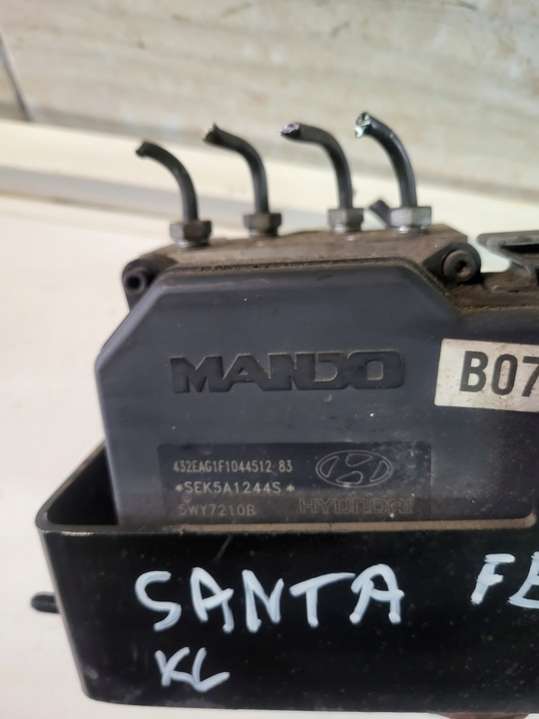 MANDO
B07
432EAG1F1044512 83
*SEK5A1244S*
5WY7210B HYUNDAI
SANTA FE
KL